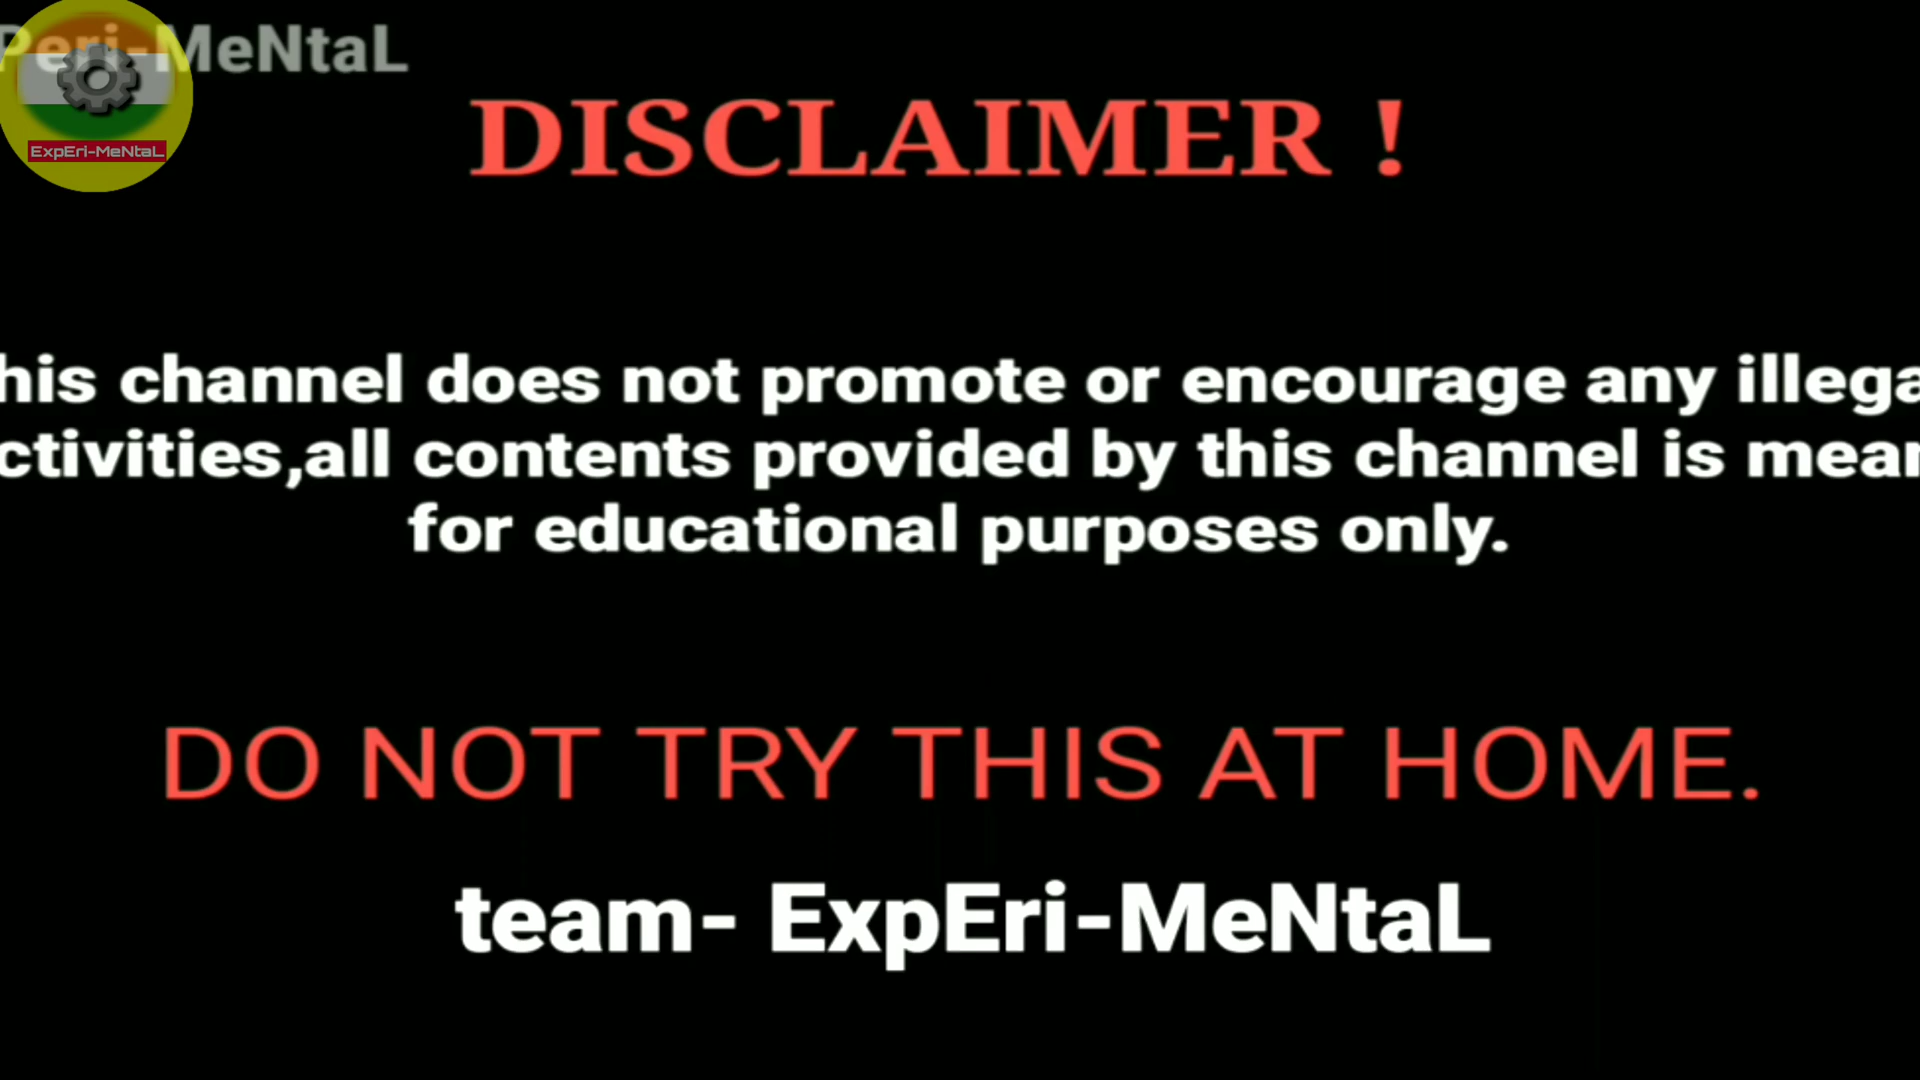 Peri-MeNtaL
ExpEri-MeNtaL
DISCLAIMER !
his channel does not promote or encourage any illega
ctivities,all contents provided by this channel is mean
for educational purposes only.
DO NOT TRY THIS AT HOME.
team- ExpEri-MeNtaL